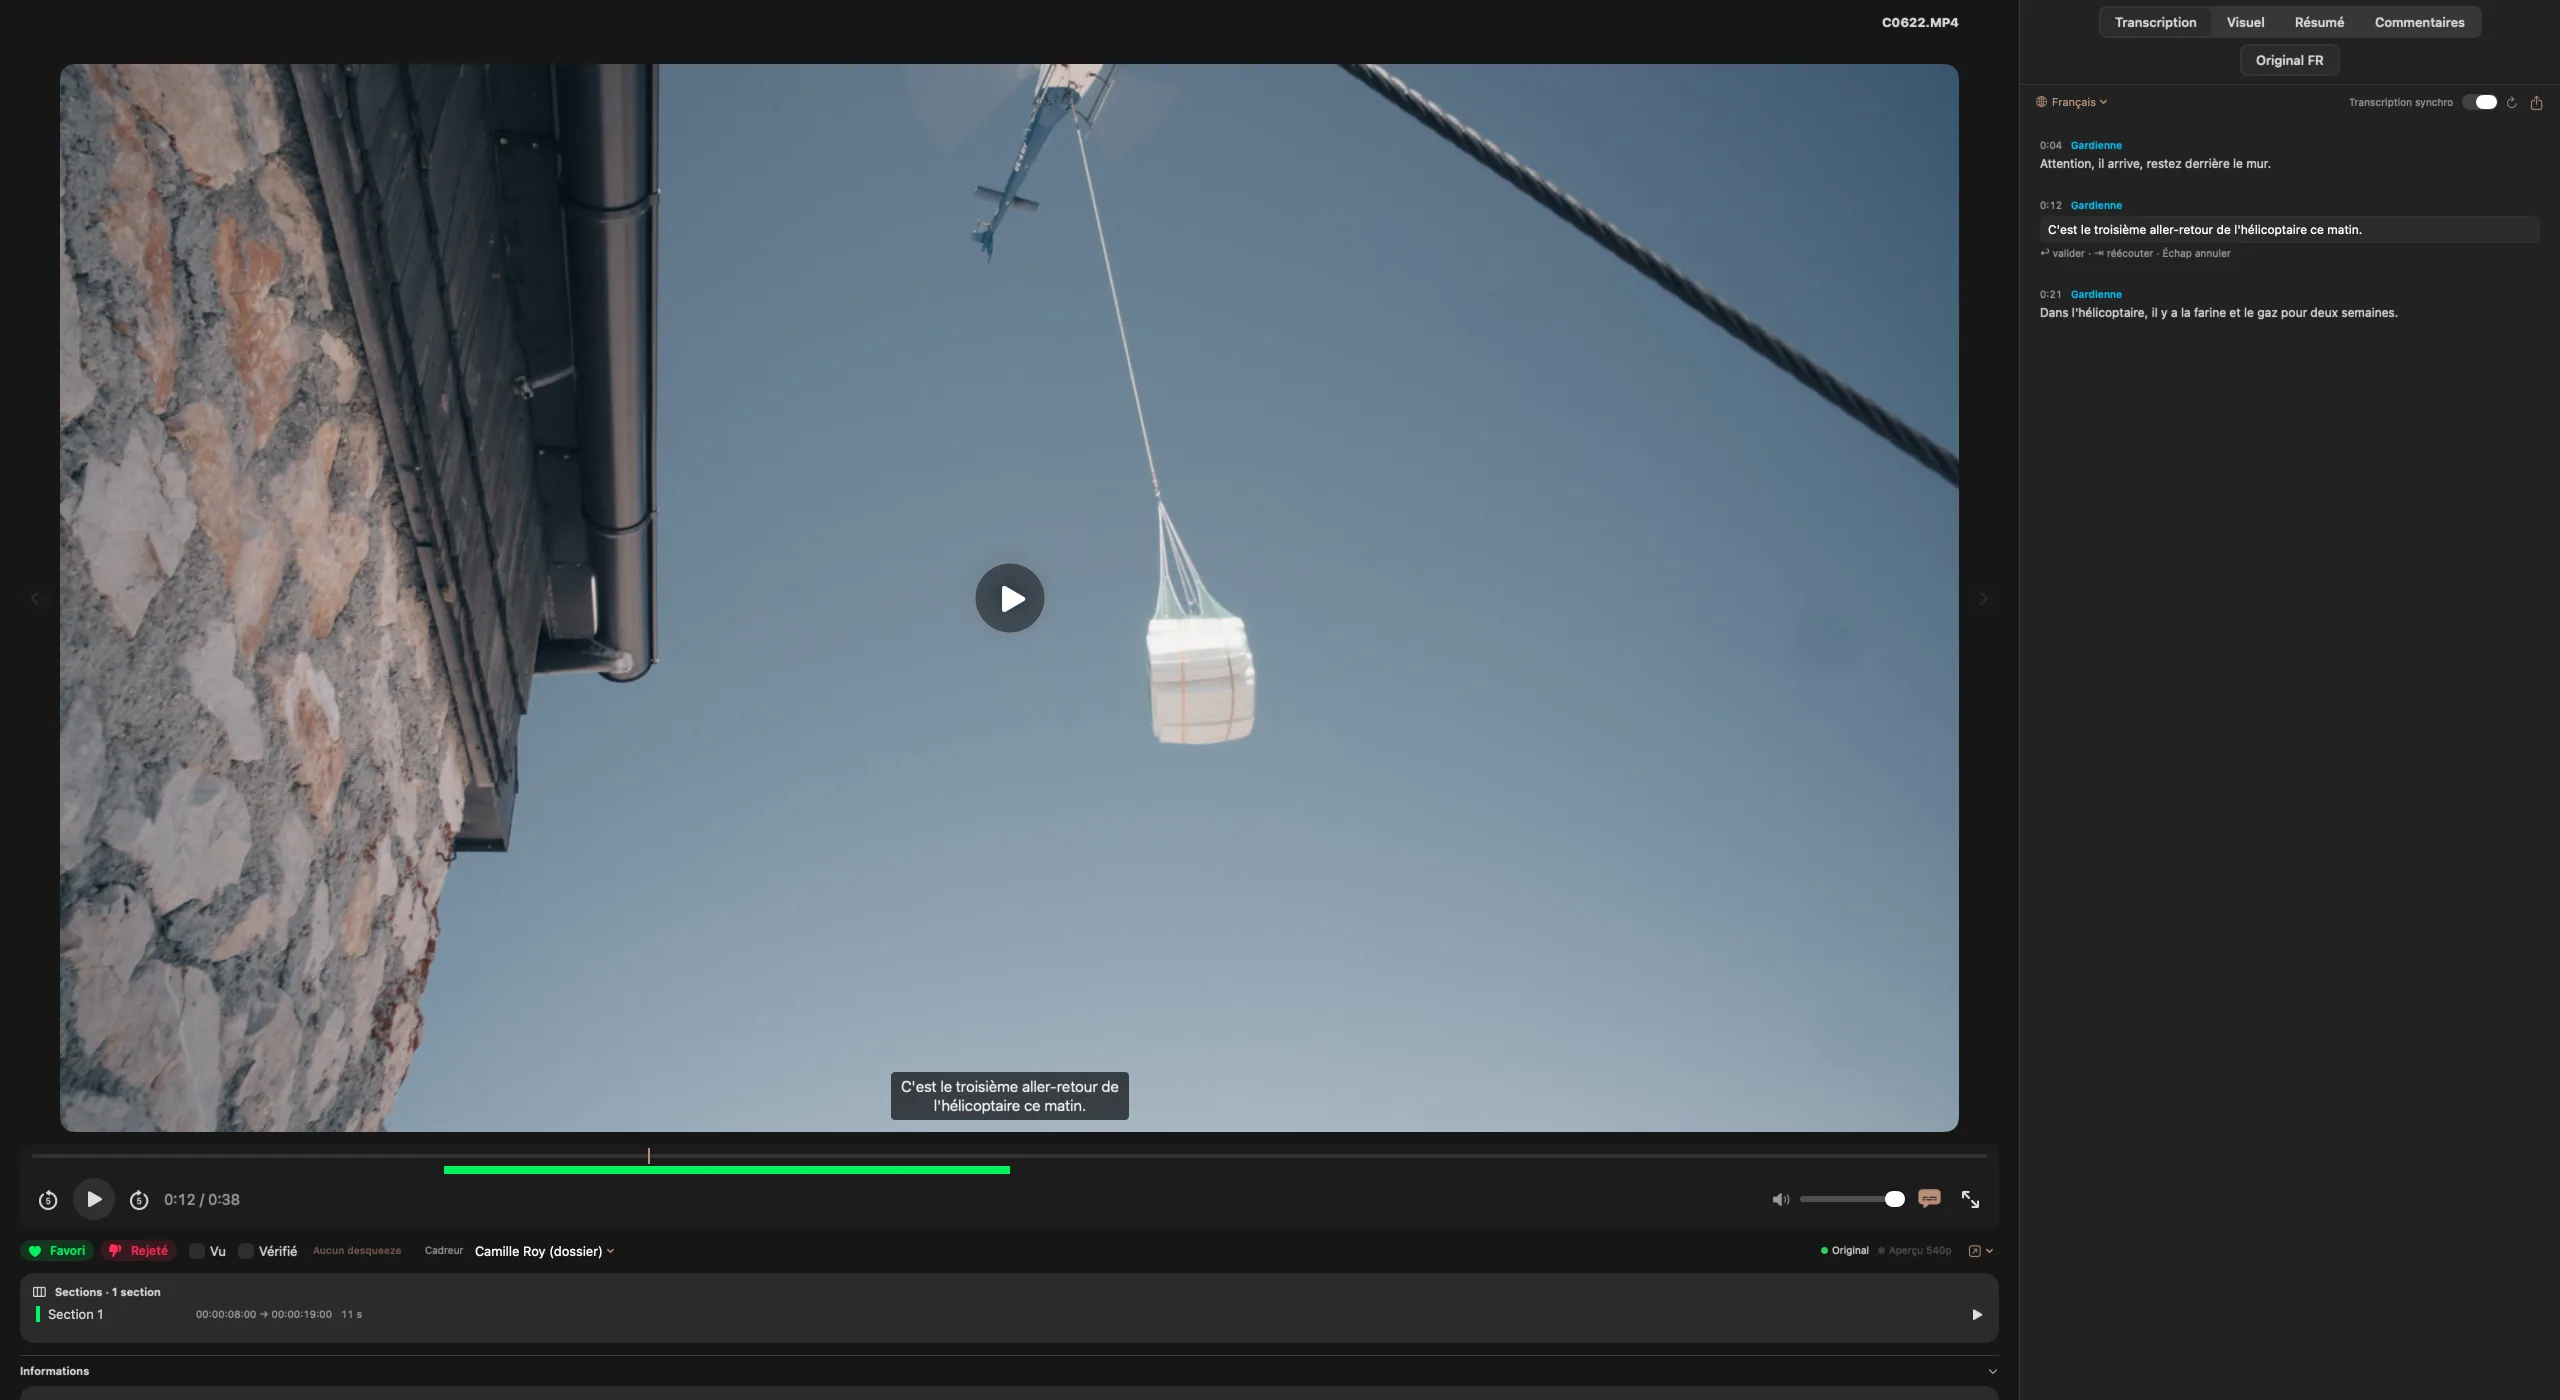 C0622.MP4
Transcription
Visuel
Résumé
Commentaires
Original FR
Français
Transcription synchro
0:04 Gardienne
Attention, il arrive, restez derrière le mur.
0:12 Gardienne
C'est le troisième aller-retour de l'hélicoptaire ce matin.
↩ valider · ⇥ réécouter · Échap annuler
0:21 Gardienne
Dans l'hélicoptaire, il y a la farine et le gaz pour deux semaines.
C'est le troisième aller-retour de
l'hélicoptaire ce matin.
5
5
0:12 / 0:38
Favori
Rejeté
Vu
Vérifié
Aucun desqueeze
Cadreur
Camille Roy (dossier)
Original
Aperçu 540p
Sections · 1 section
Section 1
00:00:08:00 → 00:00:19:00 11 s
Informations